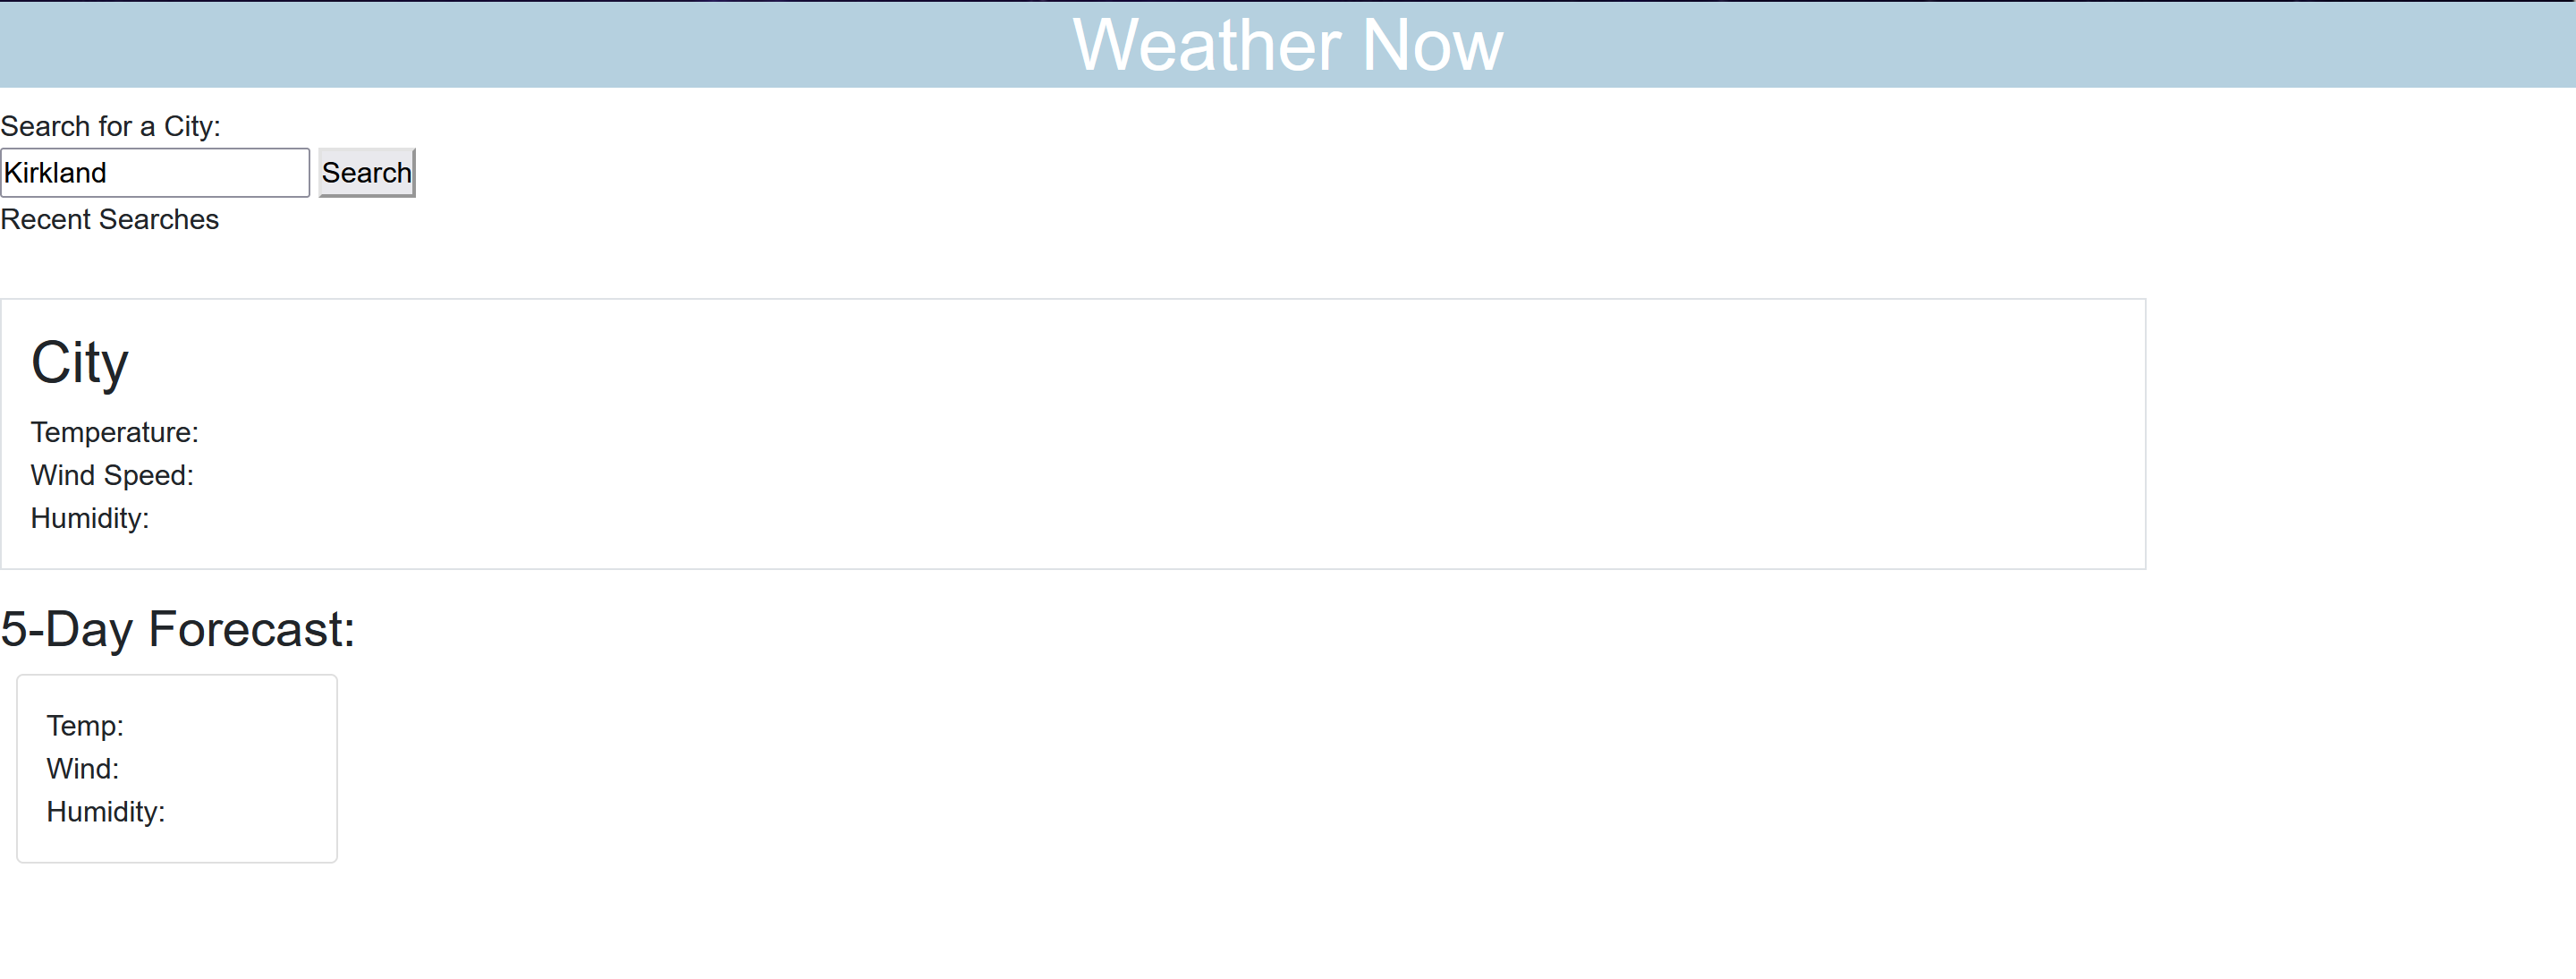 Weather Now
Search for a City:
Kirkland Search
Recent Searches
City
Temperature:
Wind Speed:
Humidity:
5-Day Forecast:
Temp:
Wind:
Humidity: